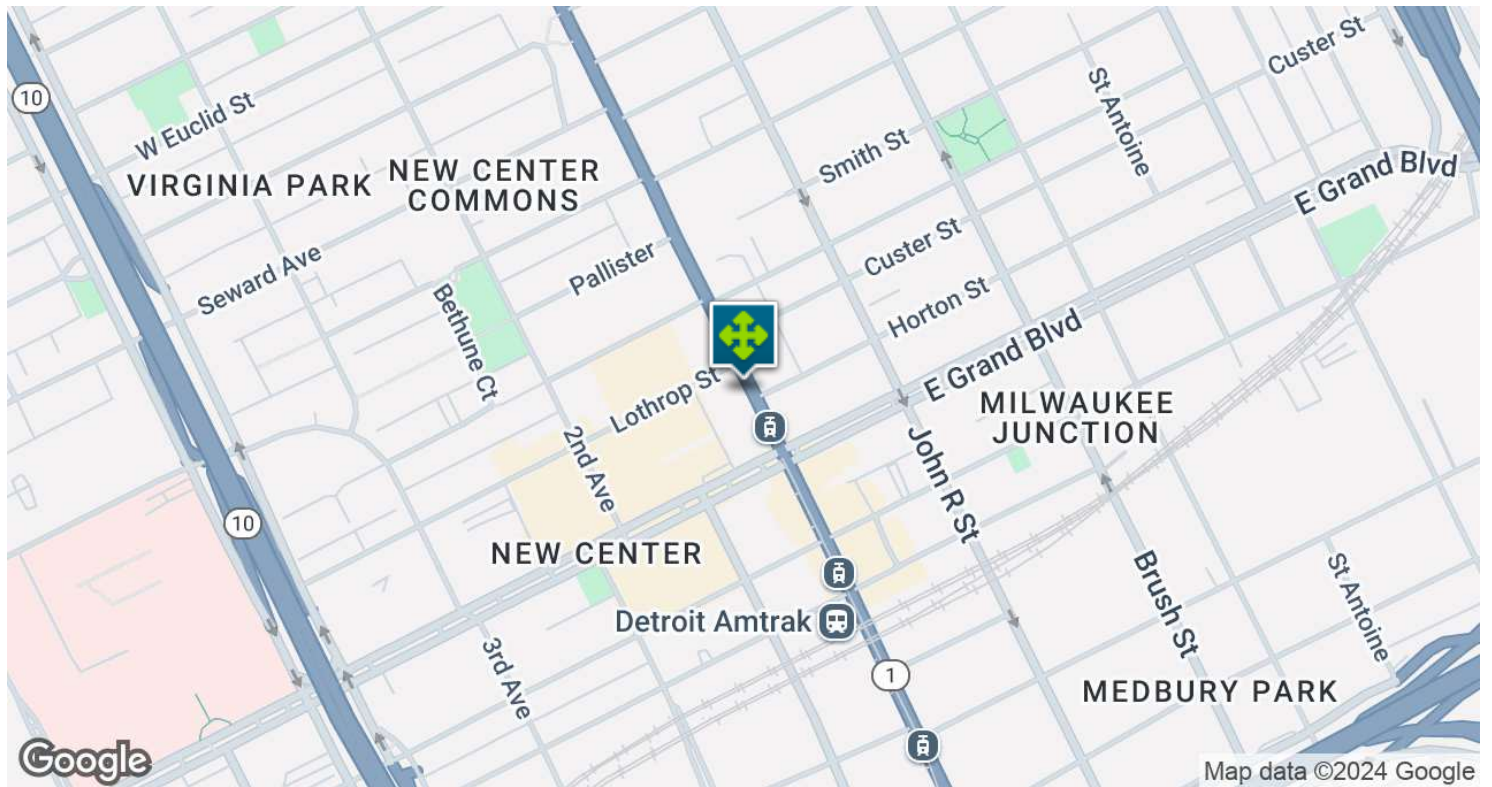 Custer St
St Antoine
10
W Euclid St
NEW CENTER
COMMONS
VIRGINIA PARK
Smith St
E Grand Blvd
Seward Ave
Pallister
Custer St
Bethune Ct
Horton St
Lothrop St
E Grand Blvd
MILWAUKEE
JUNCTION
2nd Ave
John R St
10
NEW CENTER
Brush St
St Antoine
Detroit Amtrak
3rd Ave
1
MEDBURY PARK
Google
Map data ©2024 Google